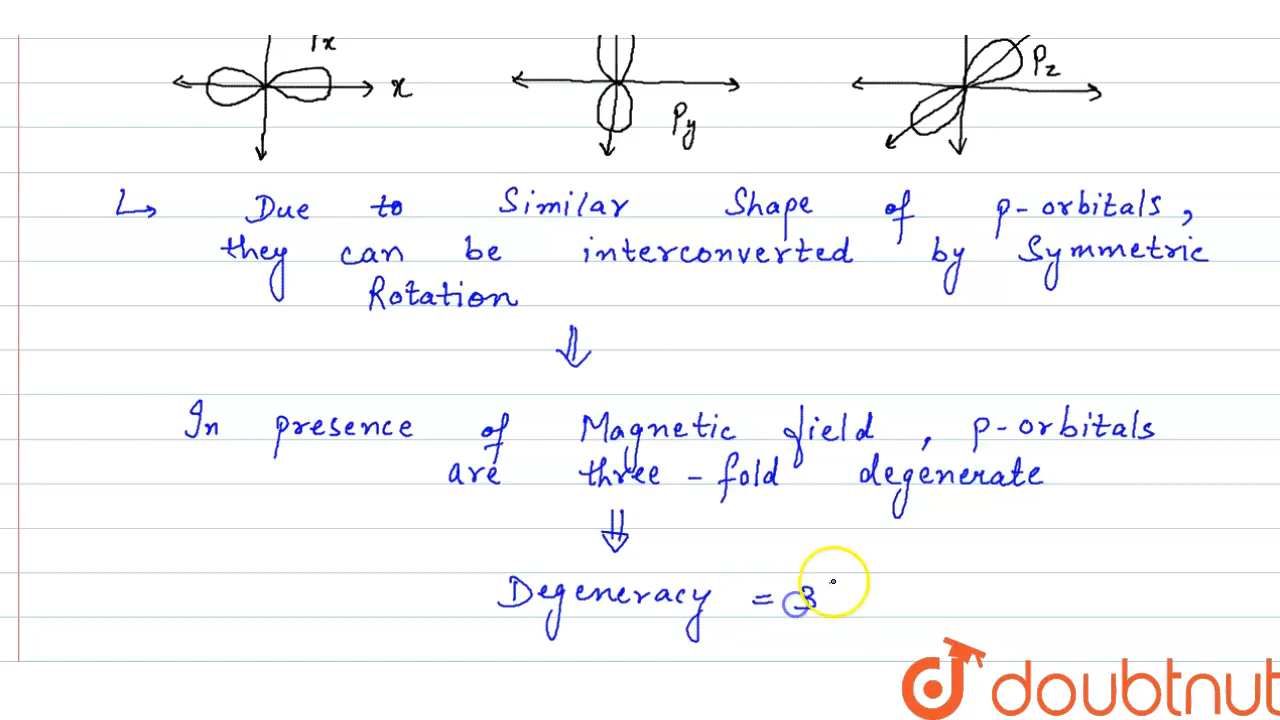 Px
x
Py
Pz
↳ Due to Similar Shape of p-orbitals,
they can be interconverted by Symmetric
Rotation
⇓
In presence of Magnetic field, p-orbitals
are three-fold degenerate
⇓
Degeneracy = 3
doubtnut